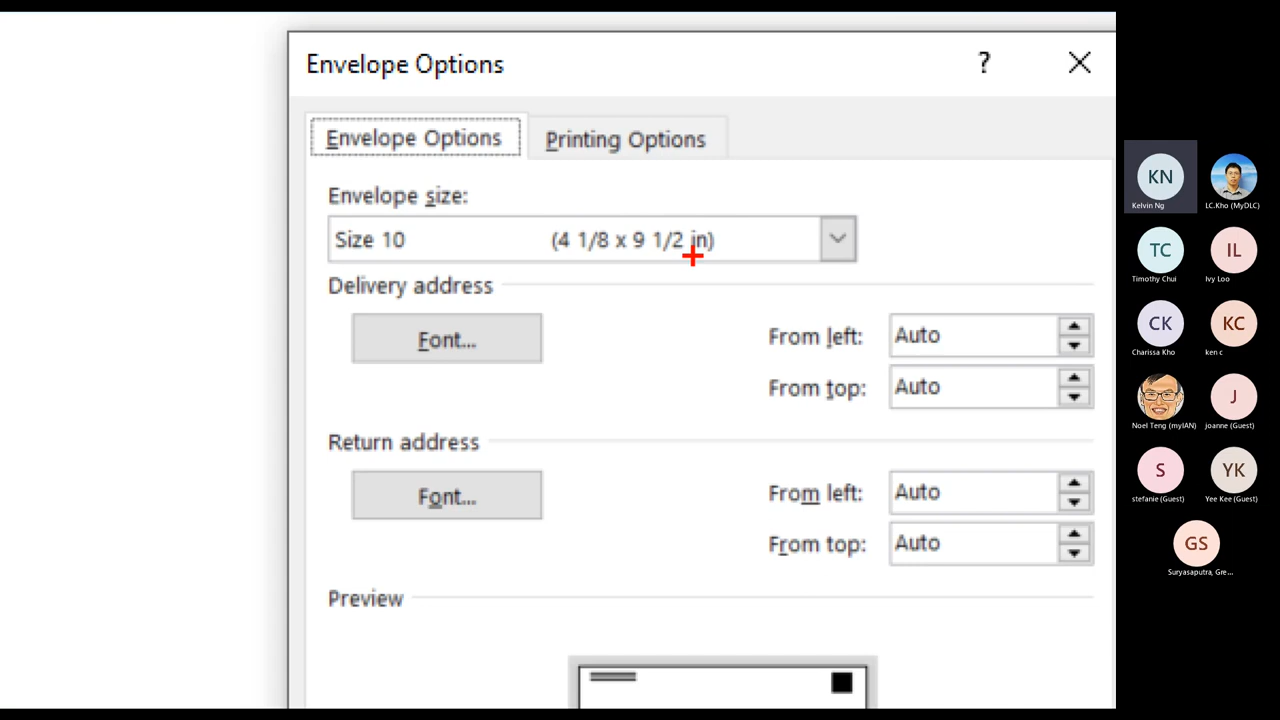 Envelope Options ?
Envelope Options Printing Options
Envelope size:
Size 10 (4 1/8 x 9 1/2 in)
Delivery address
Font... From left: Auto
From top: Auto
Return address
Font... From left: Auto
From top: Auto
Preview
KN
Kelvin Ng LC.Kho (MyDLC)
TC IL
Timothy Chui Ivy Loo
CK KC
Charissa Kho ken c
J
Noel Teng (myIAN) joanne (Guest)
S YK
stefanie (Guest) Yee Kee (Guest)
GS
Suryasaputra, Gre...